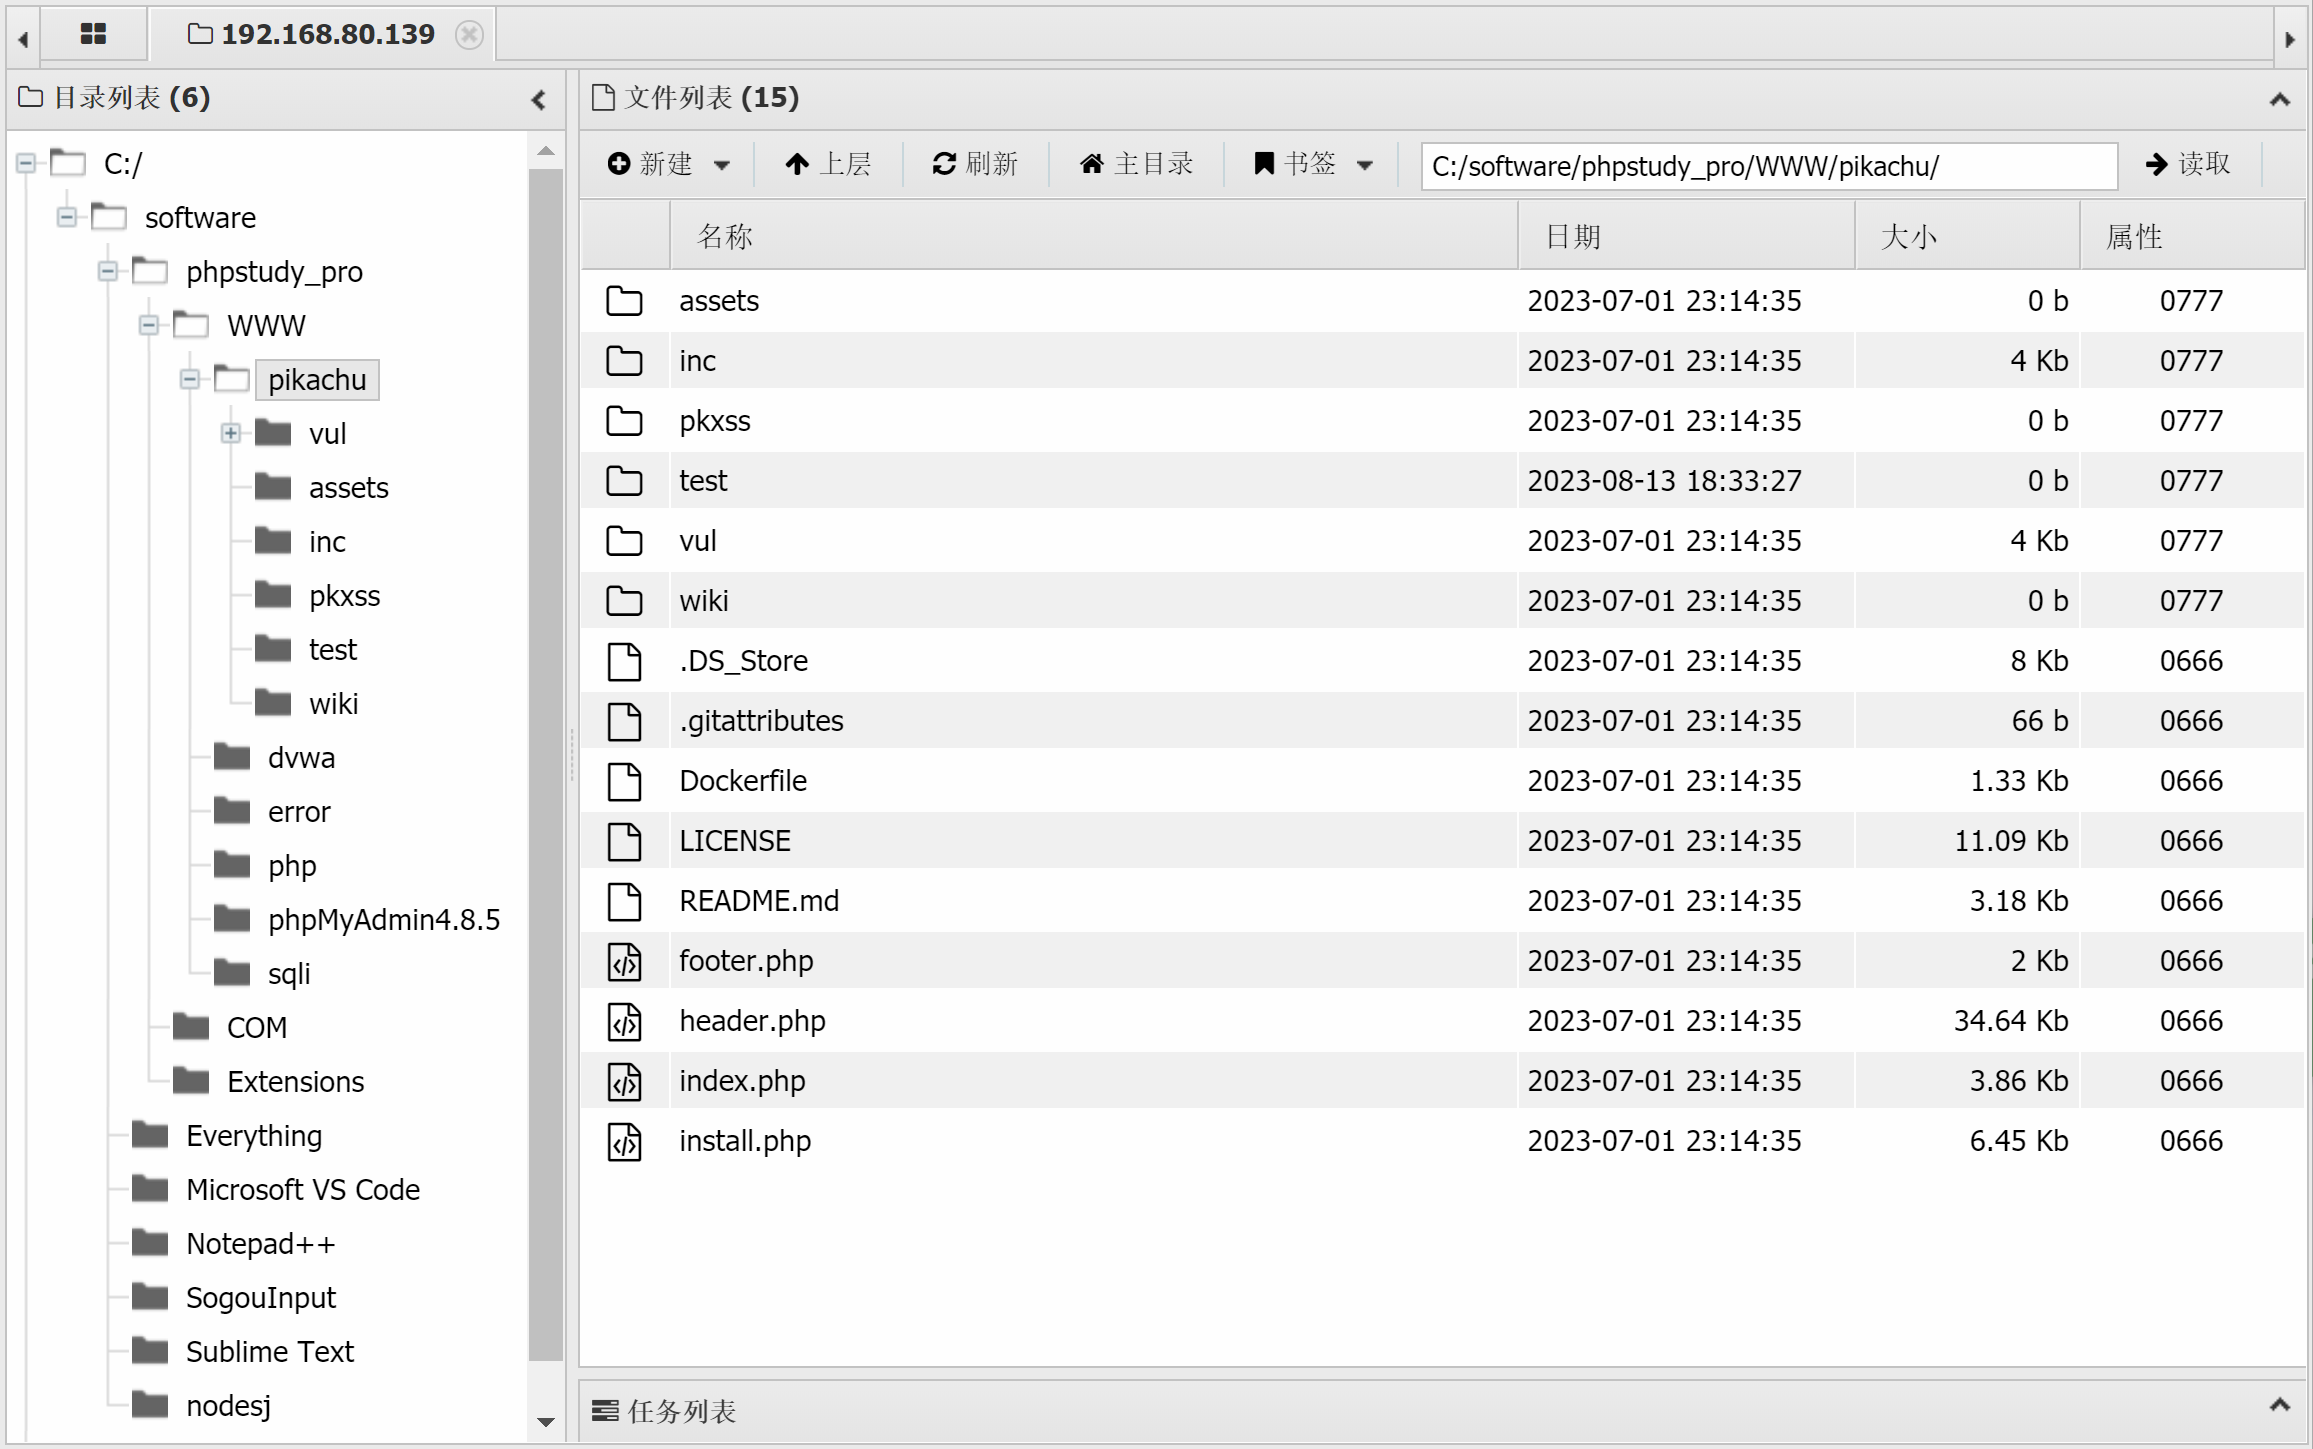 192.168.80.139
目录列表 (6)
C:/
software
phpstudy_pro
WWW
pikachu
vul
assets
inc
pkxss
test
wiki
dvwa
error
php
phpMyAdmin4.8.5
sqli
COM
Extensions
Everything
Microsoft VS Code
Notepad++
SogouInput
Sublime Text
nodesj
文件列表 (15)
新建 上层 刷新 主目录 书签 C:/software/phpstudy_pro/WWW/pikachu/ 读取
名称 日期 大小 属性
assets 2023-07-01 23:14:35 0 b 0777
inc 2023-07-01 23:14:35 4 Kb 0777
pkxss 2023-07-01 23:14:35 0 b 0777
test 2023-08-13 18:33:27 0 b 0777
vul 2023-07-01 23:14:35 4 Kb 0777
wiki 2023-07-01 23:14:35 0 b 0777
.DS_Store 2023-07-01 23:14:35 8 Kb 0666
.gitattributes 2023-07-01 23:14:35 66 b 0666
Dockerfile 2023-07-01 23:14:35 1.33 Kb 0666
LICENSE 2023-07-01 23:14:35 11.09 Kb 0666
README.md 2023-07-01 23:14:35 3.18 Kb 0666
footer.php 2023-07-01 23:14:35 2 Kb 0666
header.php 2023-07-01 23:14:35 34.64 Kb 0666
index.php 2023-07-01 23:14:35 3.86 Kb 0666
install.php 2023-07-01 23:14:35 6.45 Kb 0666
任务列表